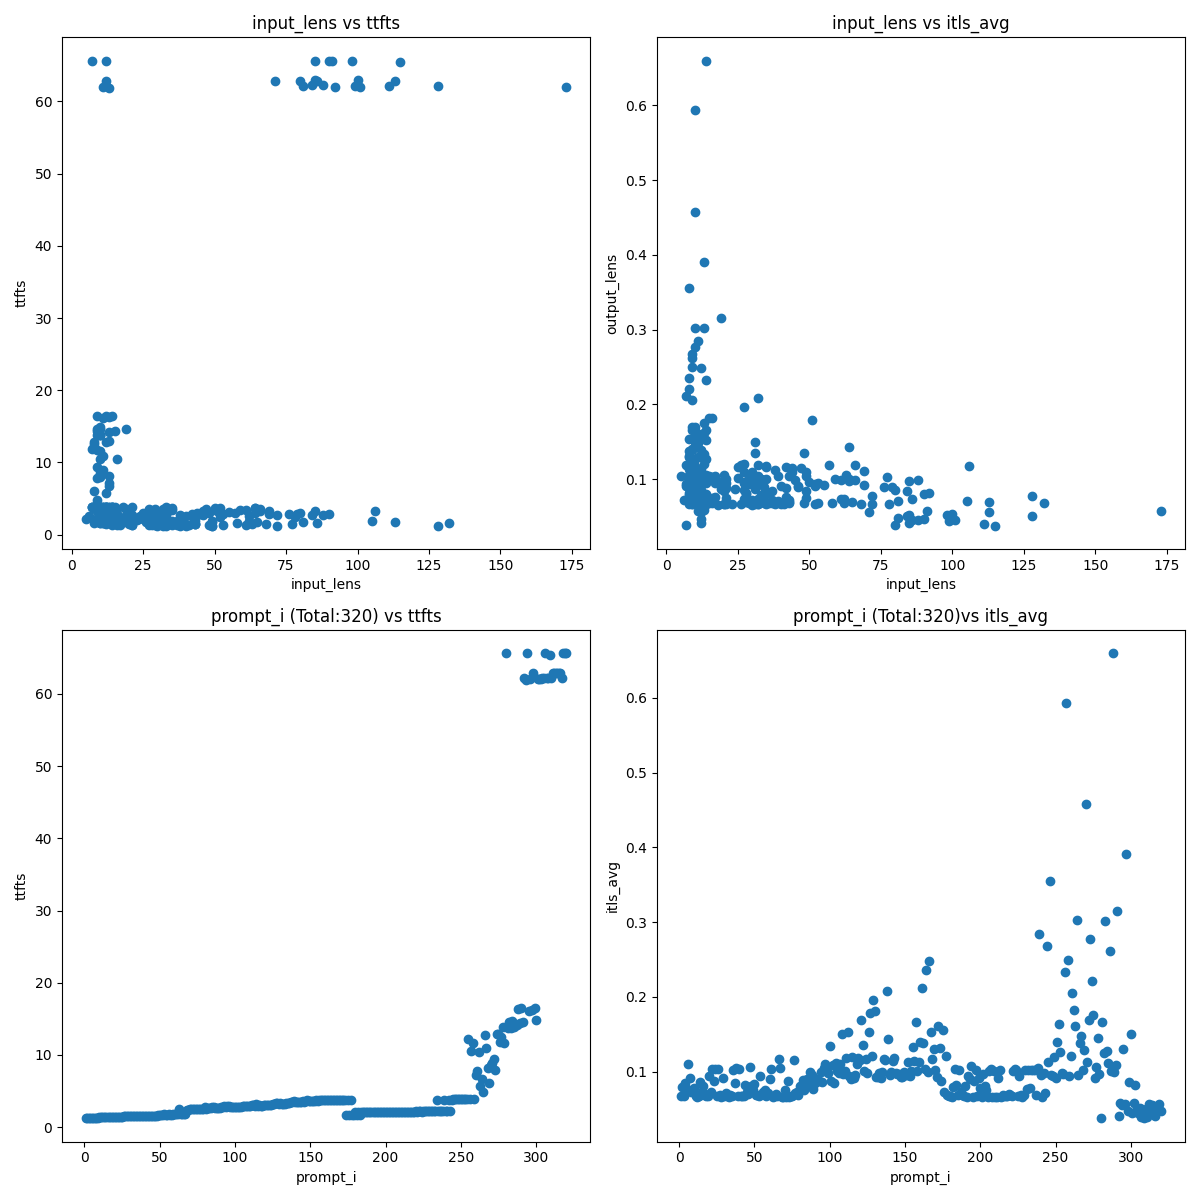 input_lens vs ttfts
60
50
40
30
20
10
0
ttfts
0 25 50 75 100 125 150 175
input_lens
input_lens vs itls_avg
0.6
0.5
0.4
0.3
0.2
0.1
output_lens
0 25 50 75 100 125 150 175
input_lens
prompt_i (Total:320) vs ttfts
60
50
40
30
20
10
0
ttfts
0 50 100 150 200 250 300
prompt_i
prompt_i (Total:320)vs itls_avg
0.6
0.5
0.4
0.3
0.2
0.1
itls_avg
0 50 100 150 200 250 300
prompt_i